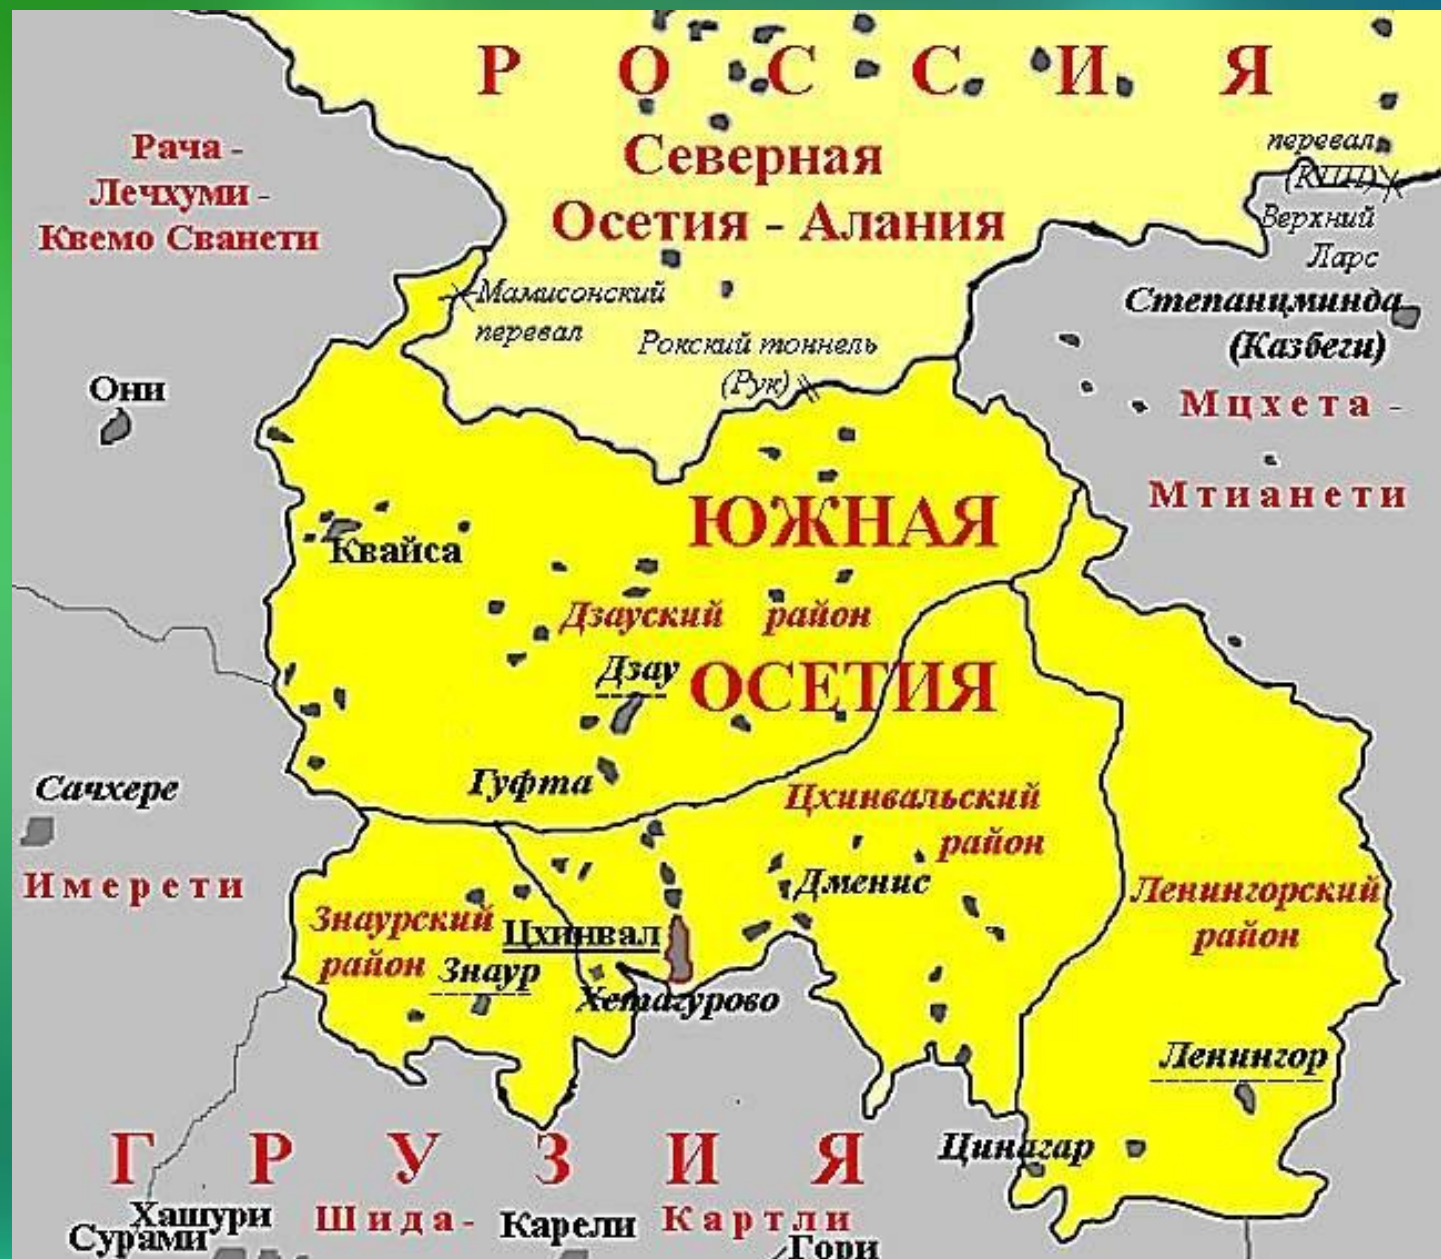 РОССИЯ
Рача -
Лечхуми -
Квемо Сванети
Северная
Осетия - Алания
перевал
(КПП)
Верхний
Ларс
Мамисонский
перевал
Рокский тоннель
(Рук)
Степанцминда
(Казбеги)
Мцхета -
Мтианети
Они
ЮЖНАЯ
ОСЕТИЯ
Квайса
Дзауский район
Дзау
Гуфта
Сачхере
Имерети
Цхинвальский
район
Дменис
Знаурский
район
Знаур
Цхинвал
Хетагурово
Ленингорский
район
Ленингор
Цинагар
ГРУЗИЯ
Хашури
Сурами
Шида-
Карели
Картли
Гори